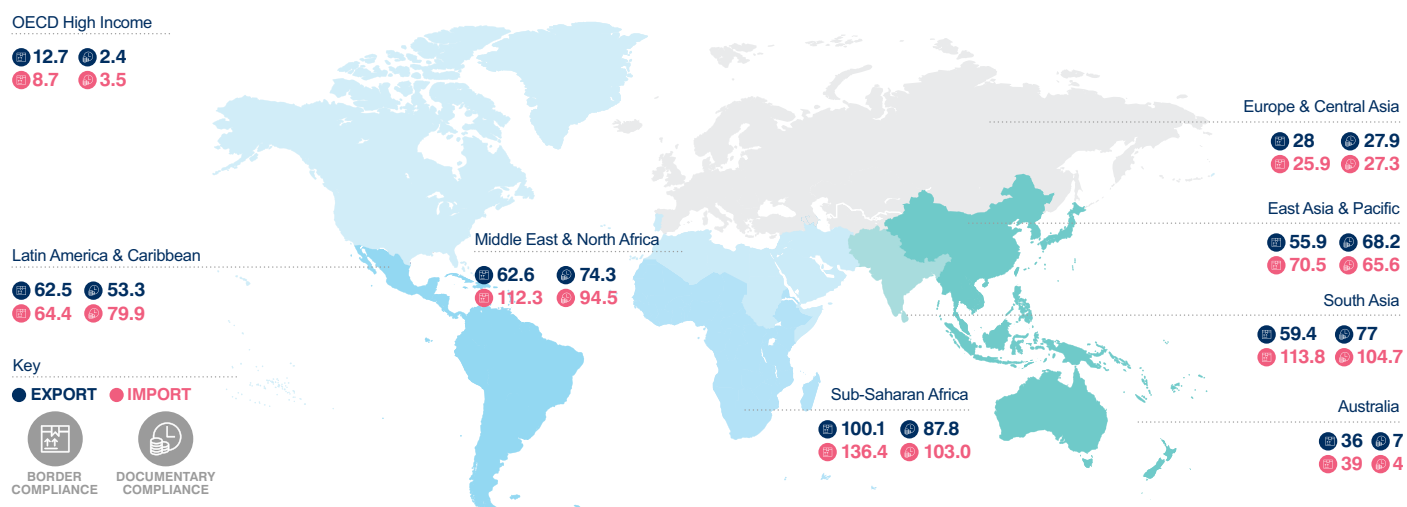 OECD High Income
12.7 2.4
8.7 3.5
Europe & Central Asia
28 27.9
25.9 27.3
East Asia & Pacific
55.9 68.2
70.5 65.6
Middle East & North Africa
62.6 74.3
112.3 94.5
Latin America & Caribbean
62.5 53.3
64.4 79.9
South Asia
59.4 77
113.8 104.7
Key
EXPORT IMPORT
BORDER
COMPLIANCE
DOCUMENTARY
COMPLIANCE
Sub-Saharan Africa
100.1 87.8
136.4 103.0
Australia
36 7
39 4